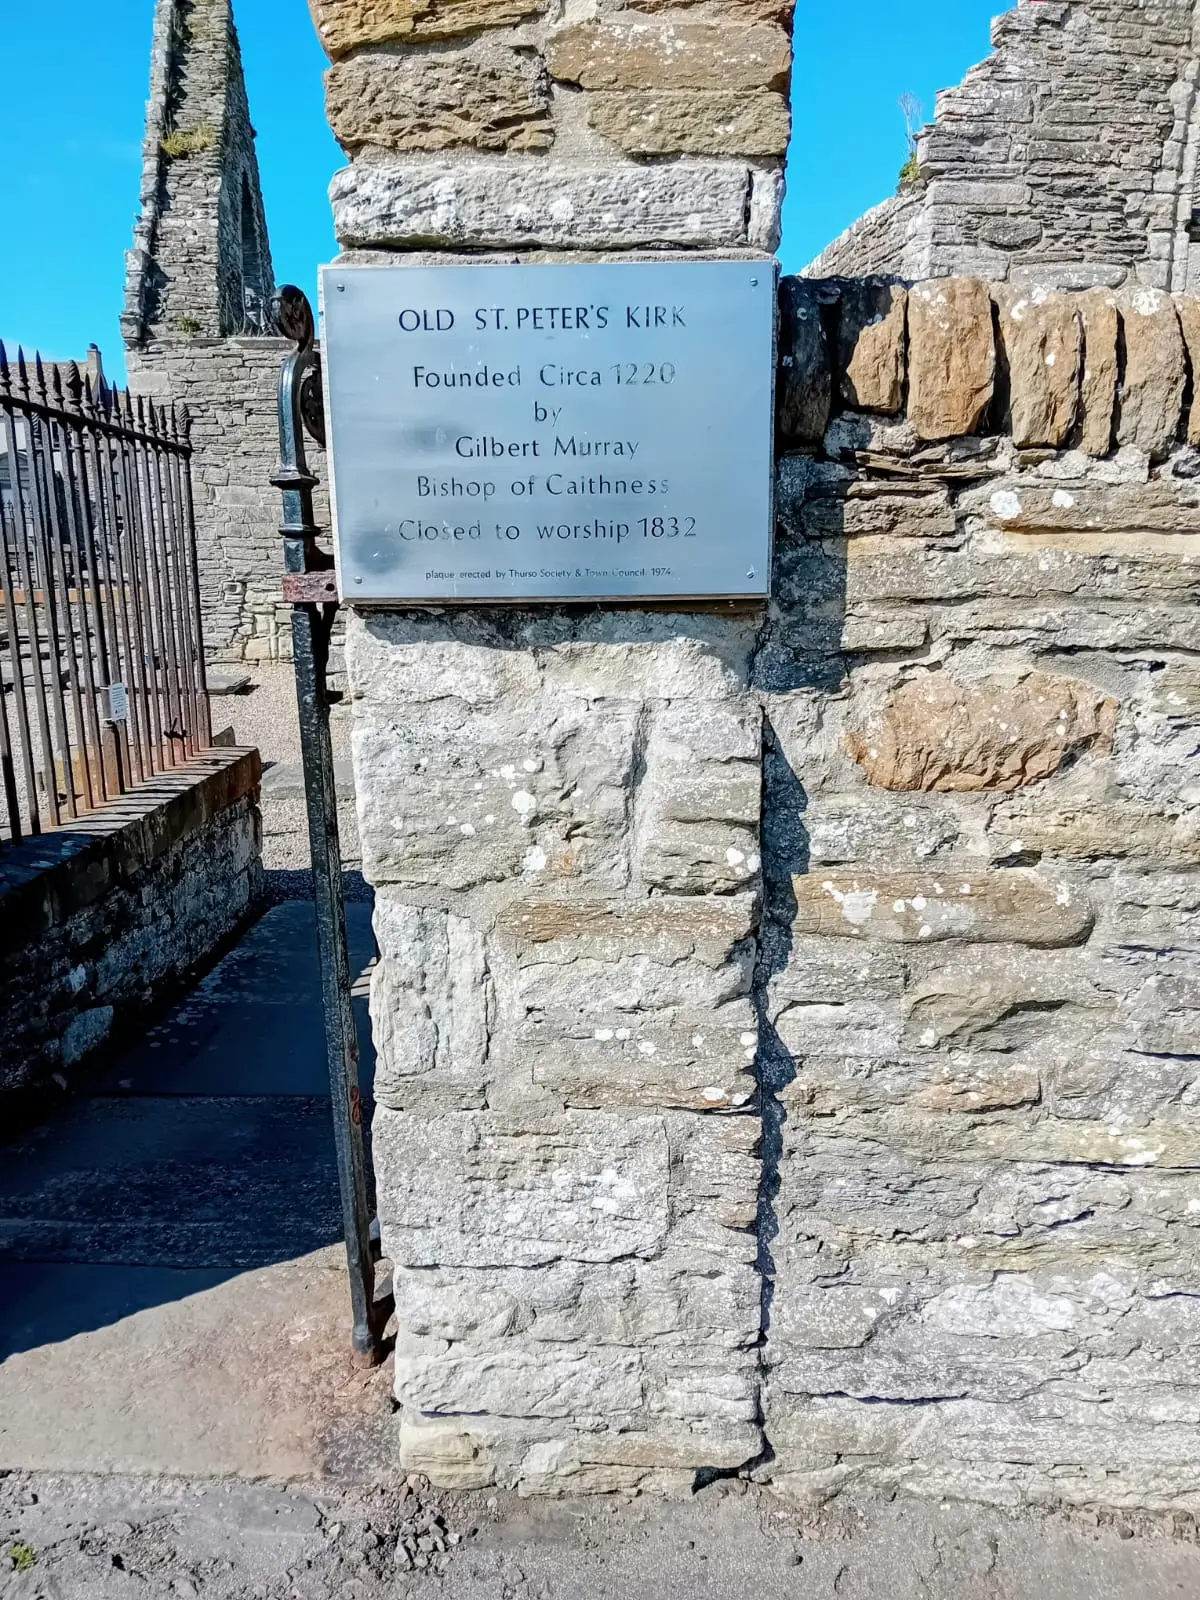 OLD ST. PETER'S KIRK
Founded Circa 1220
by
Gilbert Murray
Bishop of Caithness
Closed to worship 1832
plaque erected by Thurso Society & Town Council. 1974.